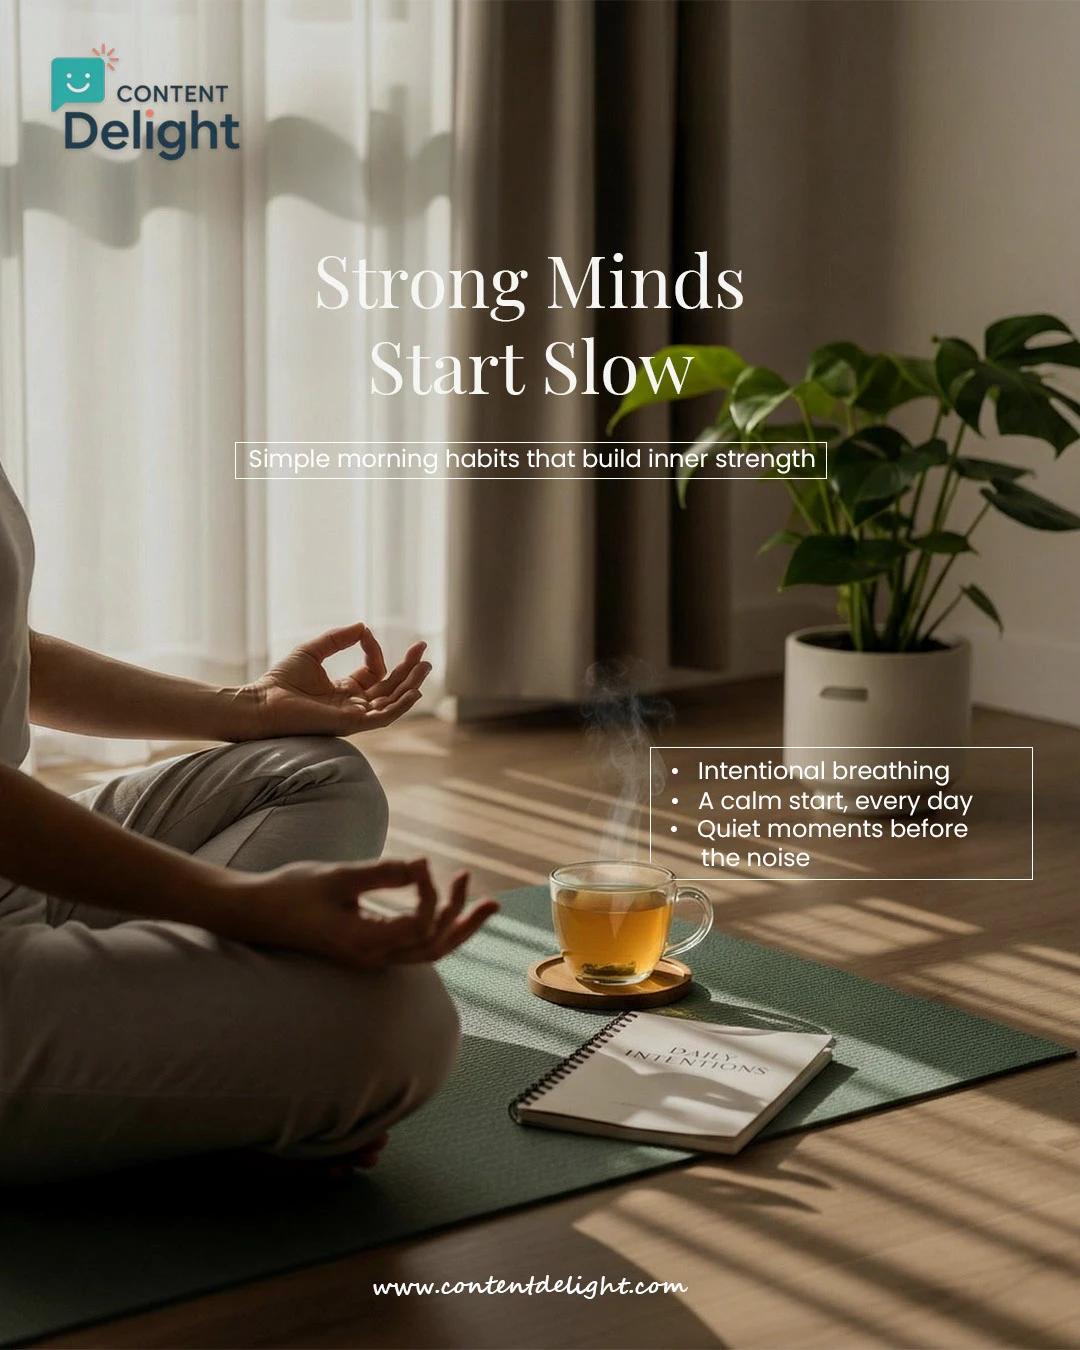 CONTENT
Delight
Strong Minds
Start Slow
Simple morning habits that build inner strength
• Intentional breathing
• A calm start, every day
• Quiet moments before
the noise
DAILY
INTENTIONS
www.contentdelight.com